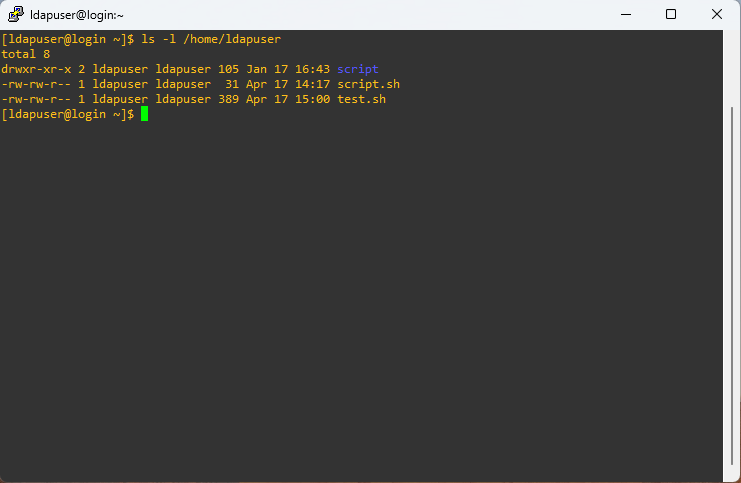 ldapuser@login:~
[ldapuser@login ~]$ ls -l /home/ldapuser
total 8
drwxr-xr-x 2 ldapuser ldapuser 105 Jan 17 16:43 script
-rw-rw-r-- 1 ldapuser ldapuser  31 Apr 17 14:17 script.sh
-rw-rw-r-- 1 ldapuser ldapuser 389 Apr 17 15:00 test.sh
[ldapuser@login ~]$